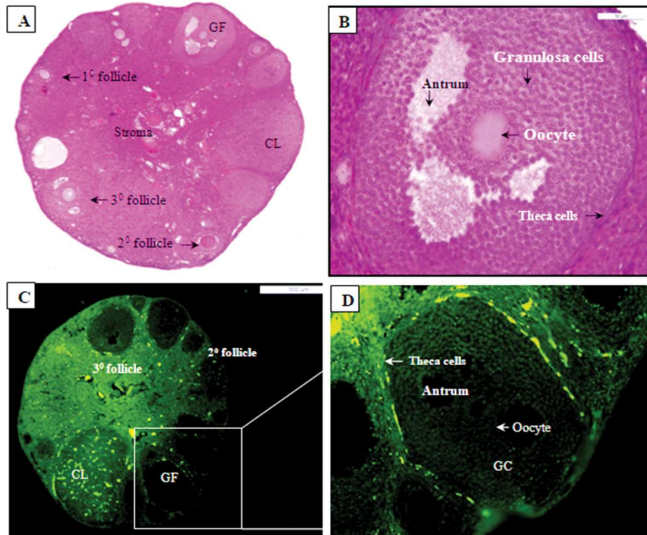 A
GF
1⁰ follicle
Stroma
CL
3⁰ follicle
2⁰ follicle
B
Granulosa cells
Antrum
Oocyte
Theca cells
C
2⁰ follicle
3⁰ follicle
CL
GF
D
Theca cells
Antrum
Oocyte
GC